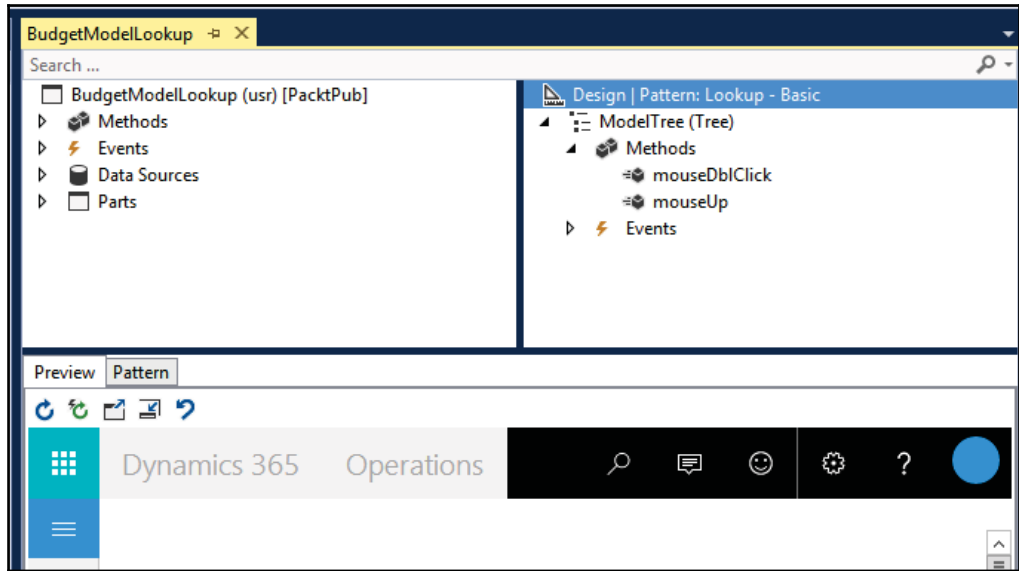 BudgetModelLookup
Search ...
BudgetModelLookup (usr) [PacktPub]
Methods
Events
Data Sources
Parts
Design | Pattern: Lookup - Basic
ModelTree (Tree)
Methods
mouseDblClick
mouseUp
Events
Preview Pattern
Dynamics 365 Operations
?